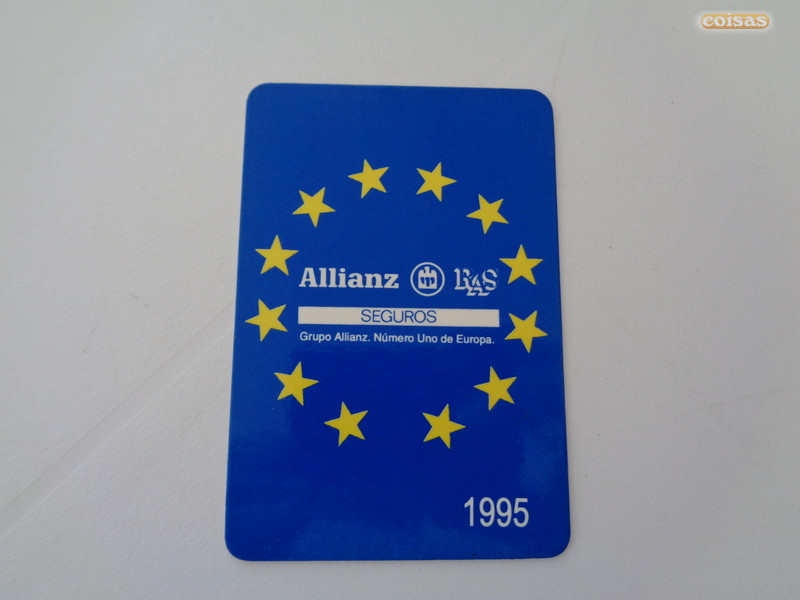 coisas
Allianz RAS
SEGUROS
Grupo Allianz. Número Uno de Europa.
1995